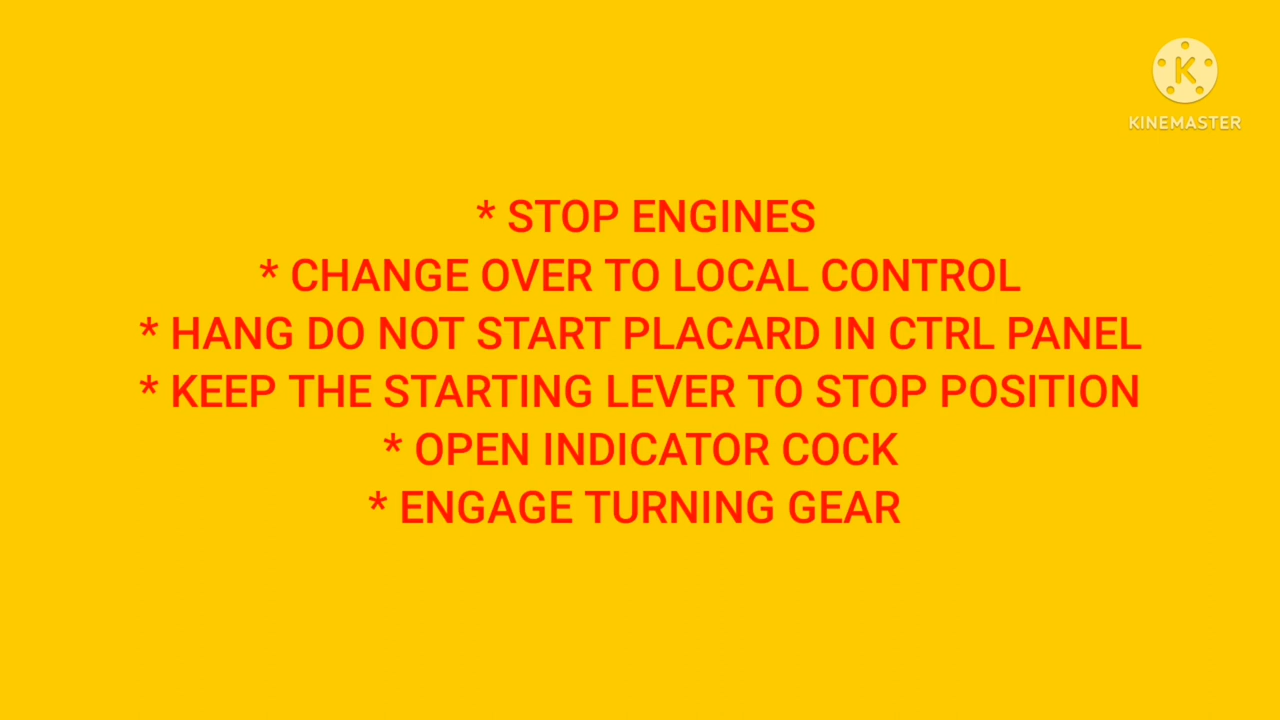 KINEMASTER
* STOP ENGINES
* CHANGE OVER TO LOCAL CONTROL
* HANG DO NOT START PLACARD IN CTRL PANEL
* KEEP THE STARTING LEVER TO STOP POSITION
* OPEN INDICATOR COCK
* ENGAGE TURNING GEAR